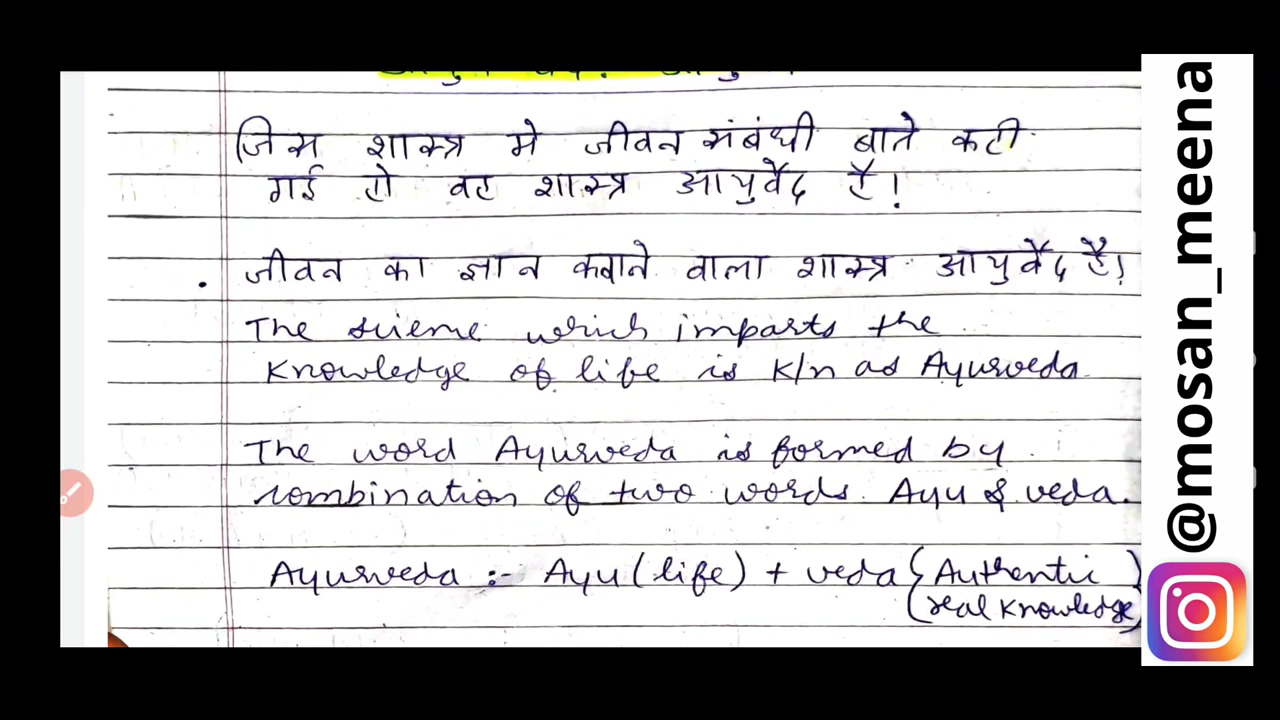 जिस शास्त्र मे जीवन संबंधी बाते कही
गई हो वह शास्त्र आयुर्वेद है।
जीवन का ज्ञान कराने वाला शास्त्र आयुर्वेद है।
The science which imparts the
Knowledge of life is K/n as Ayurveda.
The word Ayurveda is formed by
combination of two words. Ayu & veda.
Ayurveda :- Ayu (life) + veda { Authentic }
( real Knowledge )
@mosan_meena